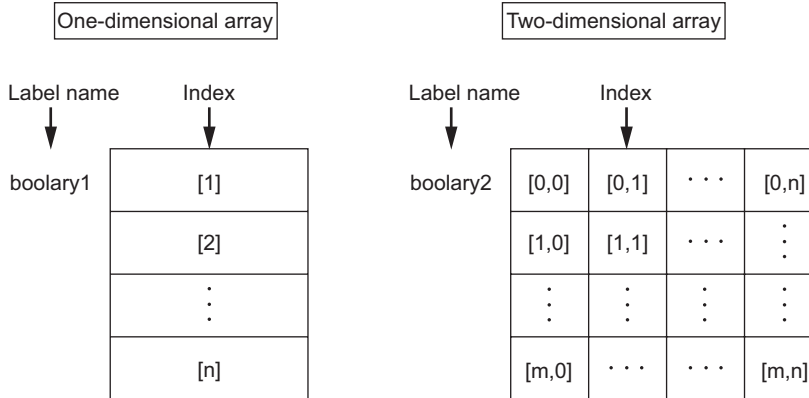 One-dimensional array
Two-dimensional array
Label name Index
Label name Index
boolary1 [1]
[2]
⋮
[n]
boolary2 [0,0] [0,1] ··· [0,n]
[1,0] [1,1] ··· ⋮
⋮ ⋮ ⋮ ⋮
[m,0] ··· ··· [m,n]